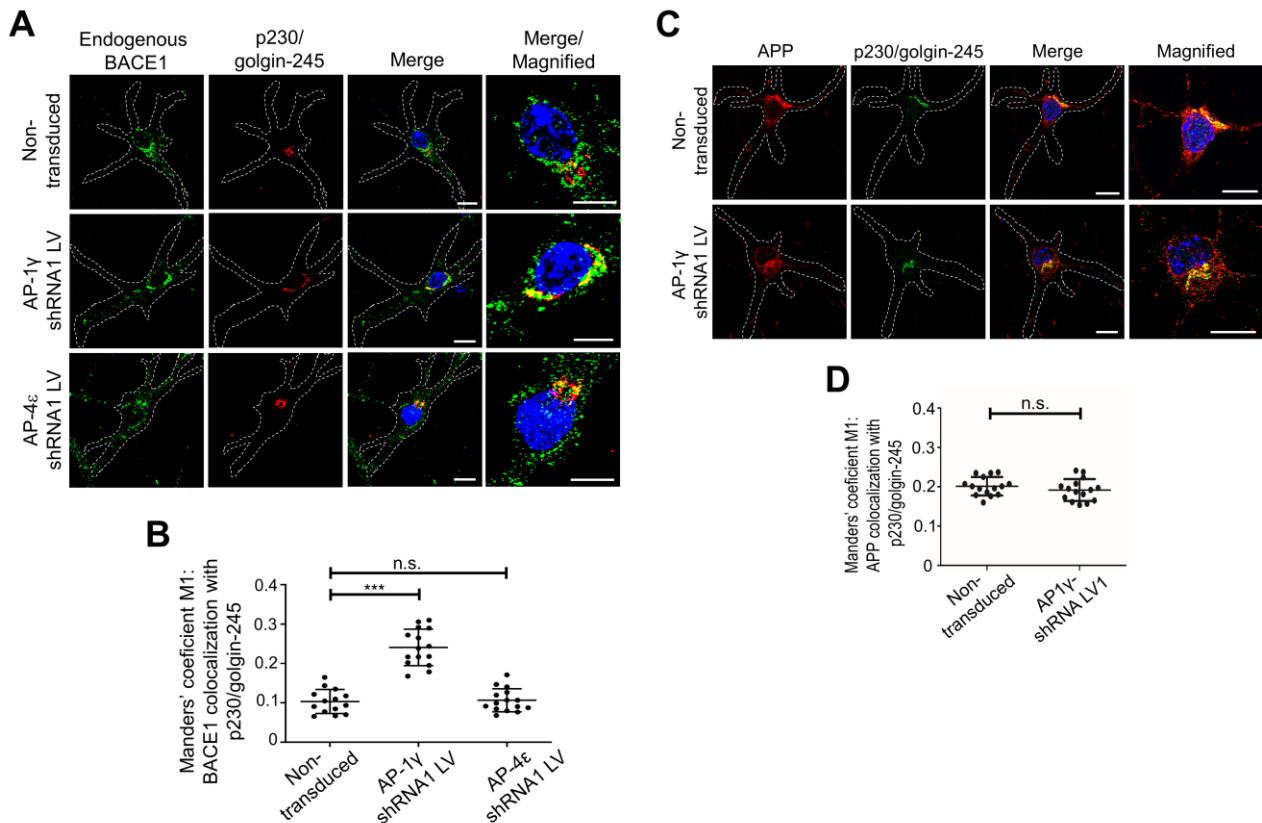 A
Endogenous
BACE1
p230/
golgin-245
Merge
Merge/
Magnified
Non-
transduced
AP-1γ
shRNA1 LV
AP-4ε
shRNA1 LV
B
Manders' coeficient M1:
BACE1 colocalization with
p230/golgin-245
n.s.
***
0.4
0.3
0.2
0.1
0
Non-
transduced
AP-1γ
shRNA1 LV
AP-4ε
shRNA1 LV
C
APP
p230/golgin-245
Merge
Magnified
Non-
transduced
AP-1γ
shRNA1 LV
D
Manders' coeficient M1:
APP colocalization with
p230/golgin-245
n.s.
0.4
0.3
0.2
0.1
0
Non-
transduced
AP1γ-
shRNA LV1